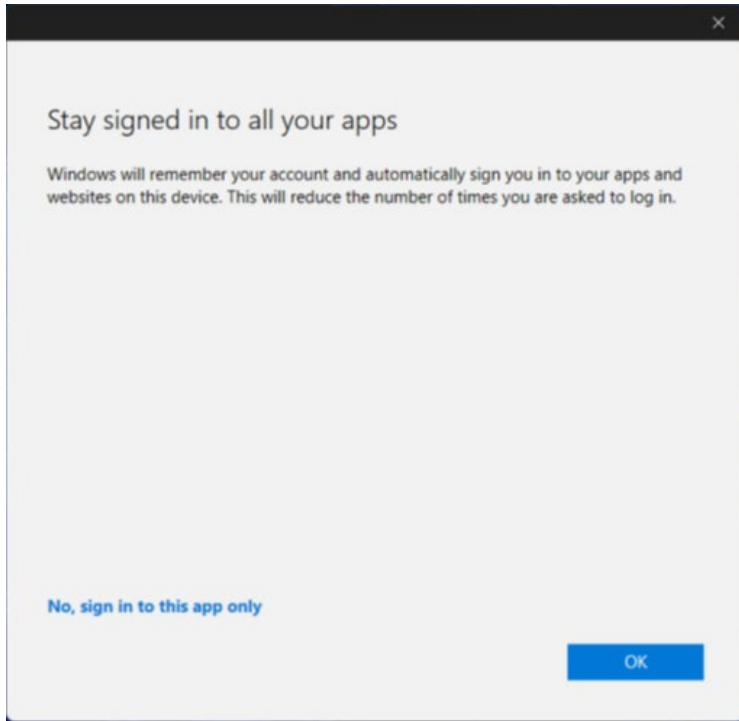 Stay signed in to all your apps
Windows will remember your account and automatically sign you in to your apps and
websites on this device. This will reduce the number of times you are asked to log in.
No, sign in to this app only
OK